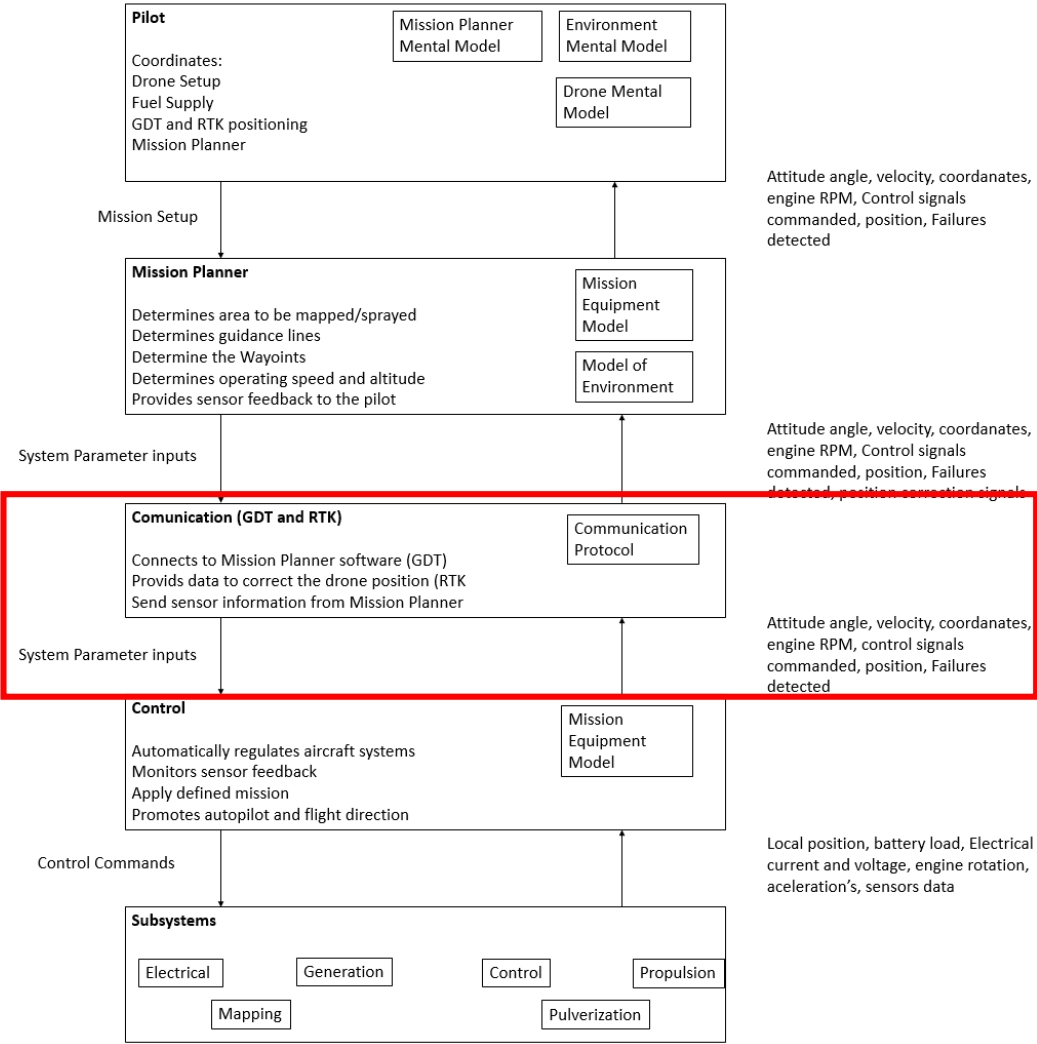 Pilot
Mission Planner
Mental Model
Environment
Mental Model
Coordinates:
Drone Setup
Fuel Supply
GDT and RTK positioning
Mission Planner
Drone Mental
Model
Attitude angle, velocity, coordanates,
engine RPM, Control signals
commanded, position, Failures
detected
Mission Setup
Mission Planner
Mission
Equipment
Model
Determines area to be mapped/sprayed
Determines guidance lines
Determine the Wayoints
Determines operating speed and altitude
Provides sensor feedback to the pilot
Model of
Environment
Attitude angle, velocity, coordanates,
engine RPM, Control signals
commanded, position, Failures
detected, position correction signals
System Parameter inputs
Comunication (GDT and RTK)
Communication
Protocol
Connects to Mission Planner software (GDT)
Provids data to correct the drone position (RTK
Send sensor information from Mission Planner
Attitude angle, velocity, coordanates,
engine RPM, control signals
commanded, position, Failures
detected
System Parameter inputs
Control
Mission
Equipment
Model
Automatically regulates aircraft systems
Monitors sensor feedback
Apply defined mission
Promotes autopilot and flight direction
Local position, battery load, Electrical
current and voltage, engine rotation,
aceleration’s, sensors data
Control Commands
Subsystems
Electrical
Generation
Control
Propulsion
Mapping
Pulverization